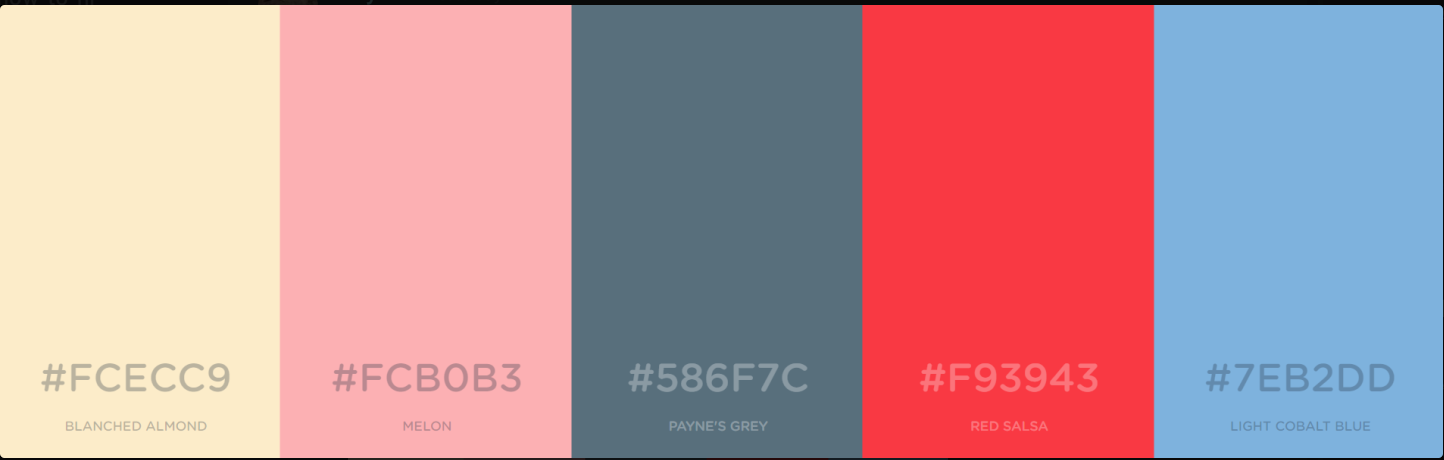 #FCECC9
BLANCHED ALMOND
#FCB0B3
MELON
#586F7C
PAYNE'S GREY
#F93943
RED SALSA
#7EB2DD
LIGHT COBALT BLUE